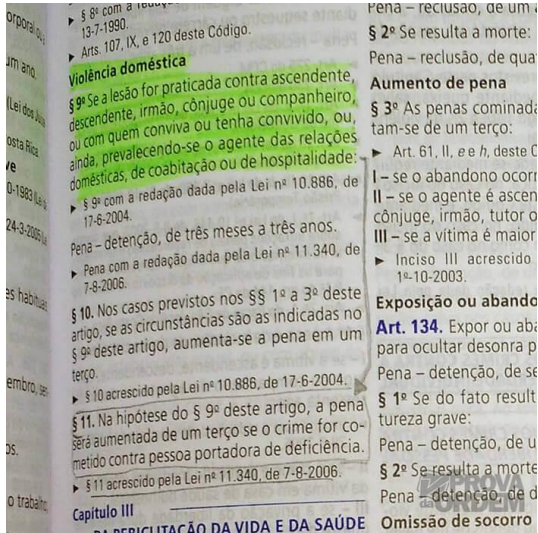 § 8º com a
13-7-1990.
► Arts. 107, IX, e 120 deste Código.
Violência doméstica
§ 9º Se a lesão for praticada contra ascendente,
descendente, irmão, cônjuge ou companheiro,
ou com quem conviva ou tenha convivido, ou,
ainda, prevalecendo-se o agente das relações
domésticas, de coabitação ou de hospitalidade:
► § 9º com a redação dada pela Lei nº 10.886, de
17-6-2004.
Pena – detenção, de três meses a três anos.
► Pena com a redação dada pela Lei nº 11.340, de
7-8-2006.
§ 10. Nos casos previstos nos §§ 1º a 3º deste
artigo, se as circunstâncias são as indicadas no
§ 9º deste artigo, aumenta-se a pena em um
terço.
► § 10 acrescido pela Lei nº 10.886, de 17-6-2004.
§ 11. Na hipótese do § 9º deste artigo, a pena
será aumentada de um terço se o crime for co-
metido contra pessoa portadora de deficiência.
► § 11 acrescido pela Lei nº 11.340, de 7-8-2006.
Capítulo III
DA PERICLITAÇÃO DA VIDA E DA SAÚDE
Pena – reclusão, de um
§ 2º Se resulta a morte:
Pena – reclusão, de
Aumento de pena
§ 3º As penas
tam-se de um terço:
► Art. 61, II, e e h, deste
I – se o abandono
II – se o agente é
cônjuge, irmão, tutor
III – se a vítima é maior
► Inciso III acrescido
1º-10-2003.
Exposição ou
Art. 134. Expor ou
para ocultar desonra
Pena – detenção, de
§ 1º Se do fato
tureza grave:
Pena – detenção, de
§ 2º Se resulta a morte
Pena – detenção, de
Omissão de socorro
PROVA
da ORDEM